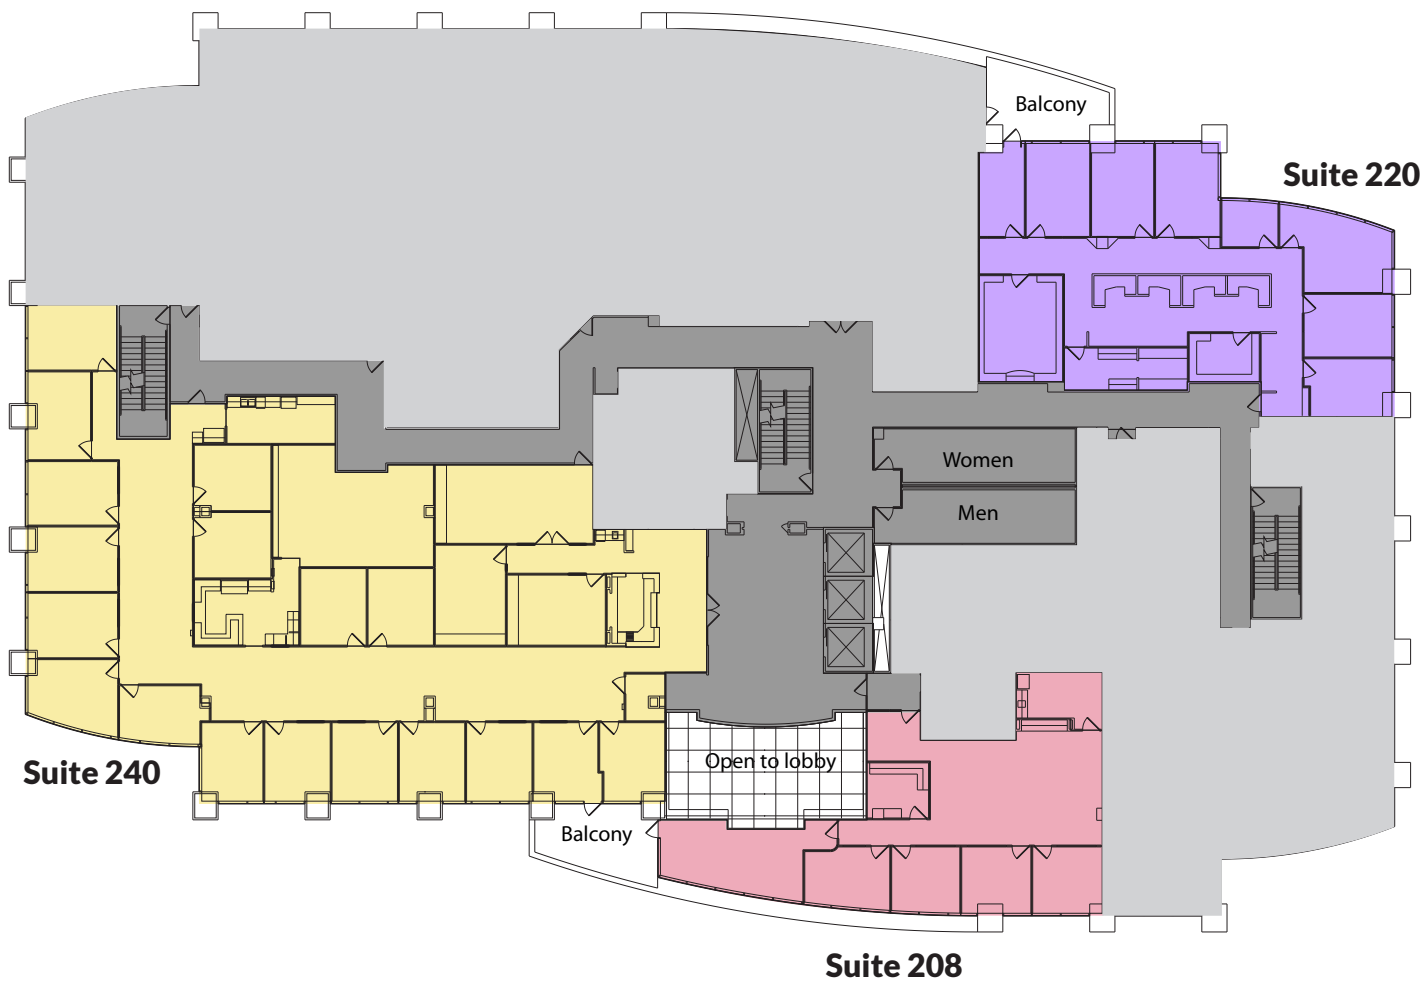 Balcony
Suite 220
Women
Men
Open to lobby
Suite 240
Balcony
Suite 208